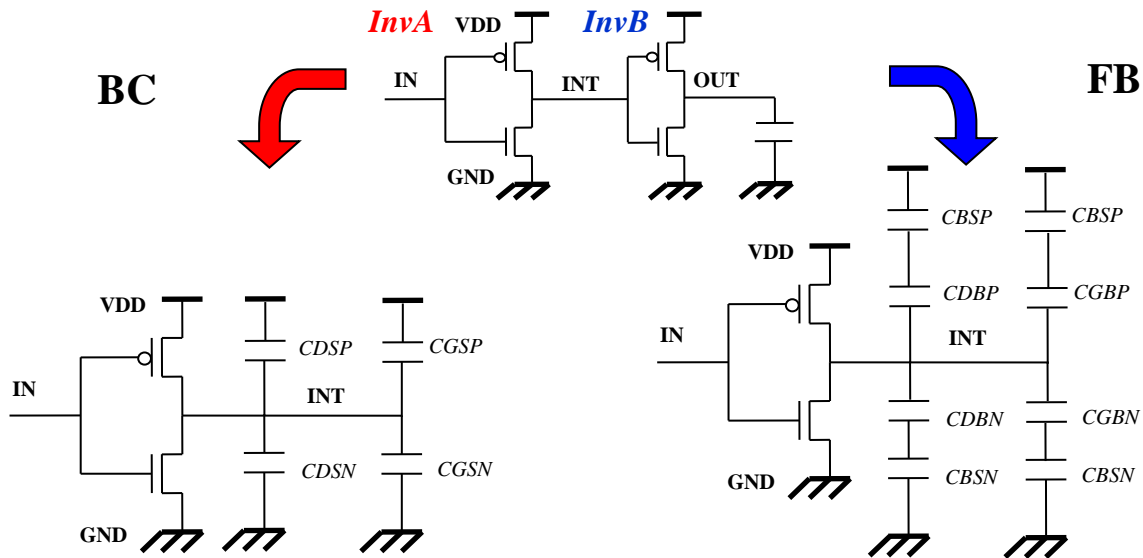 InvA
VDD
InvB
BC
IN
INT
OUT
FB
GND
VDD
CDSP
CGSP
IN
INT
CDSN
CGSN
GND
CBSP
CBSP
VDD
CDBP
CGBP
IN
INT
CDBN
CGBN
GND
CBSN
CBSN